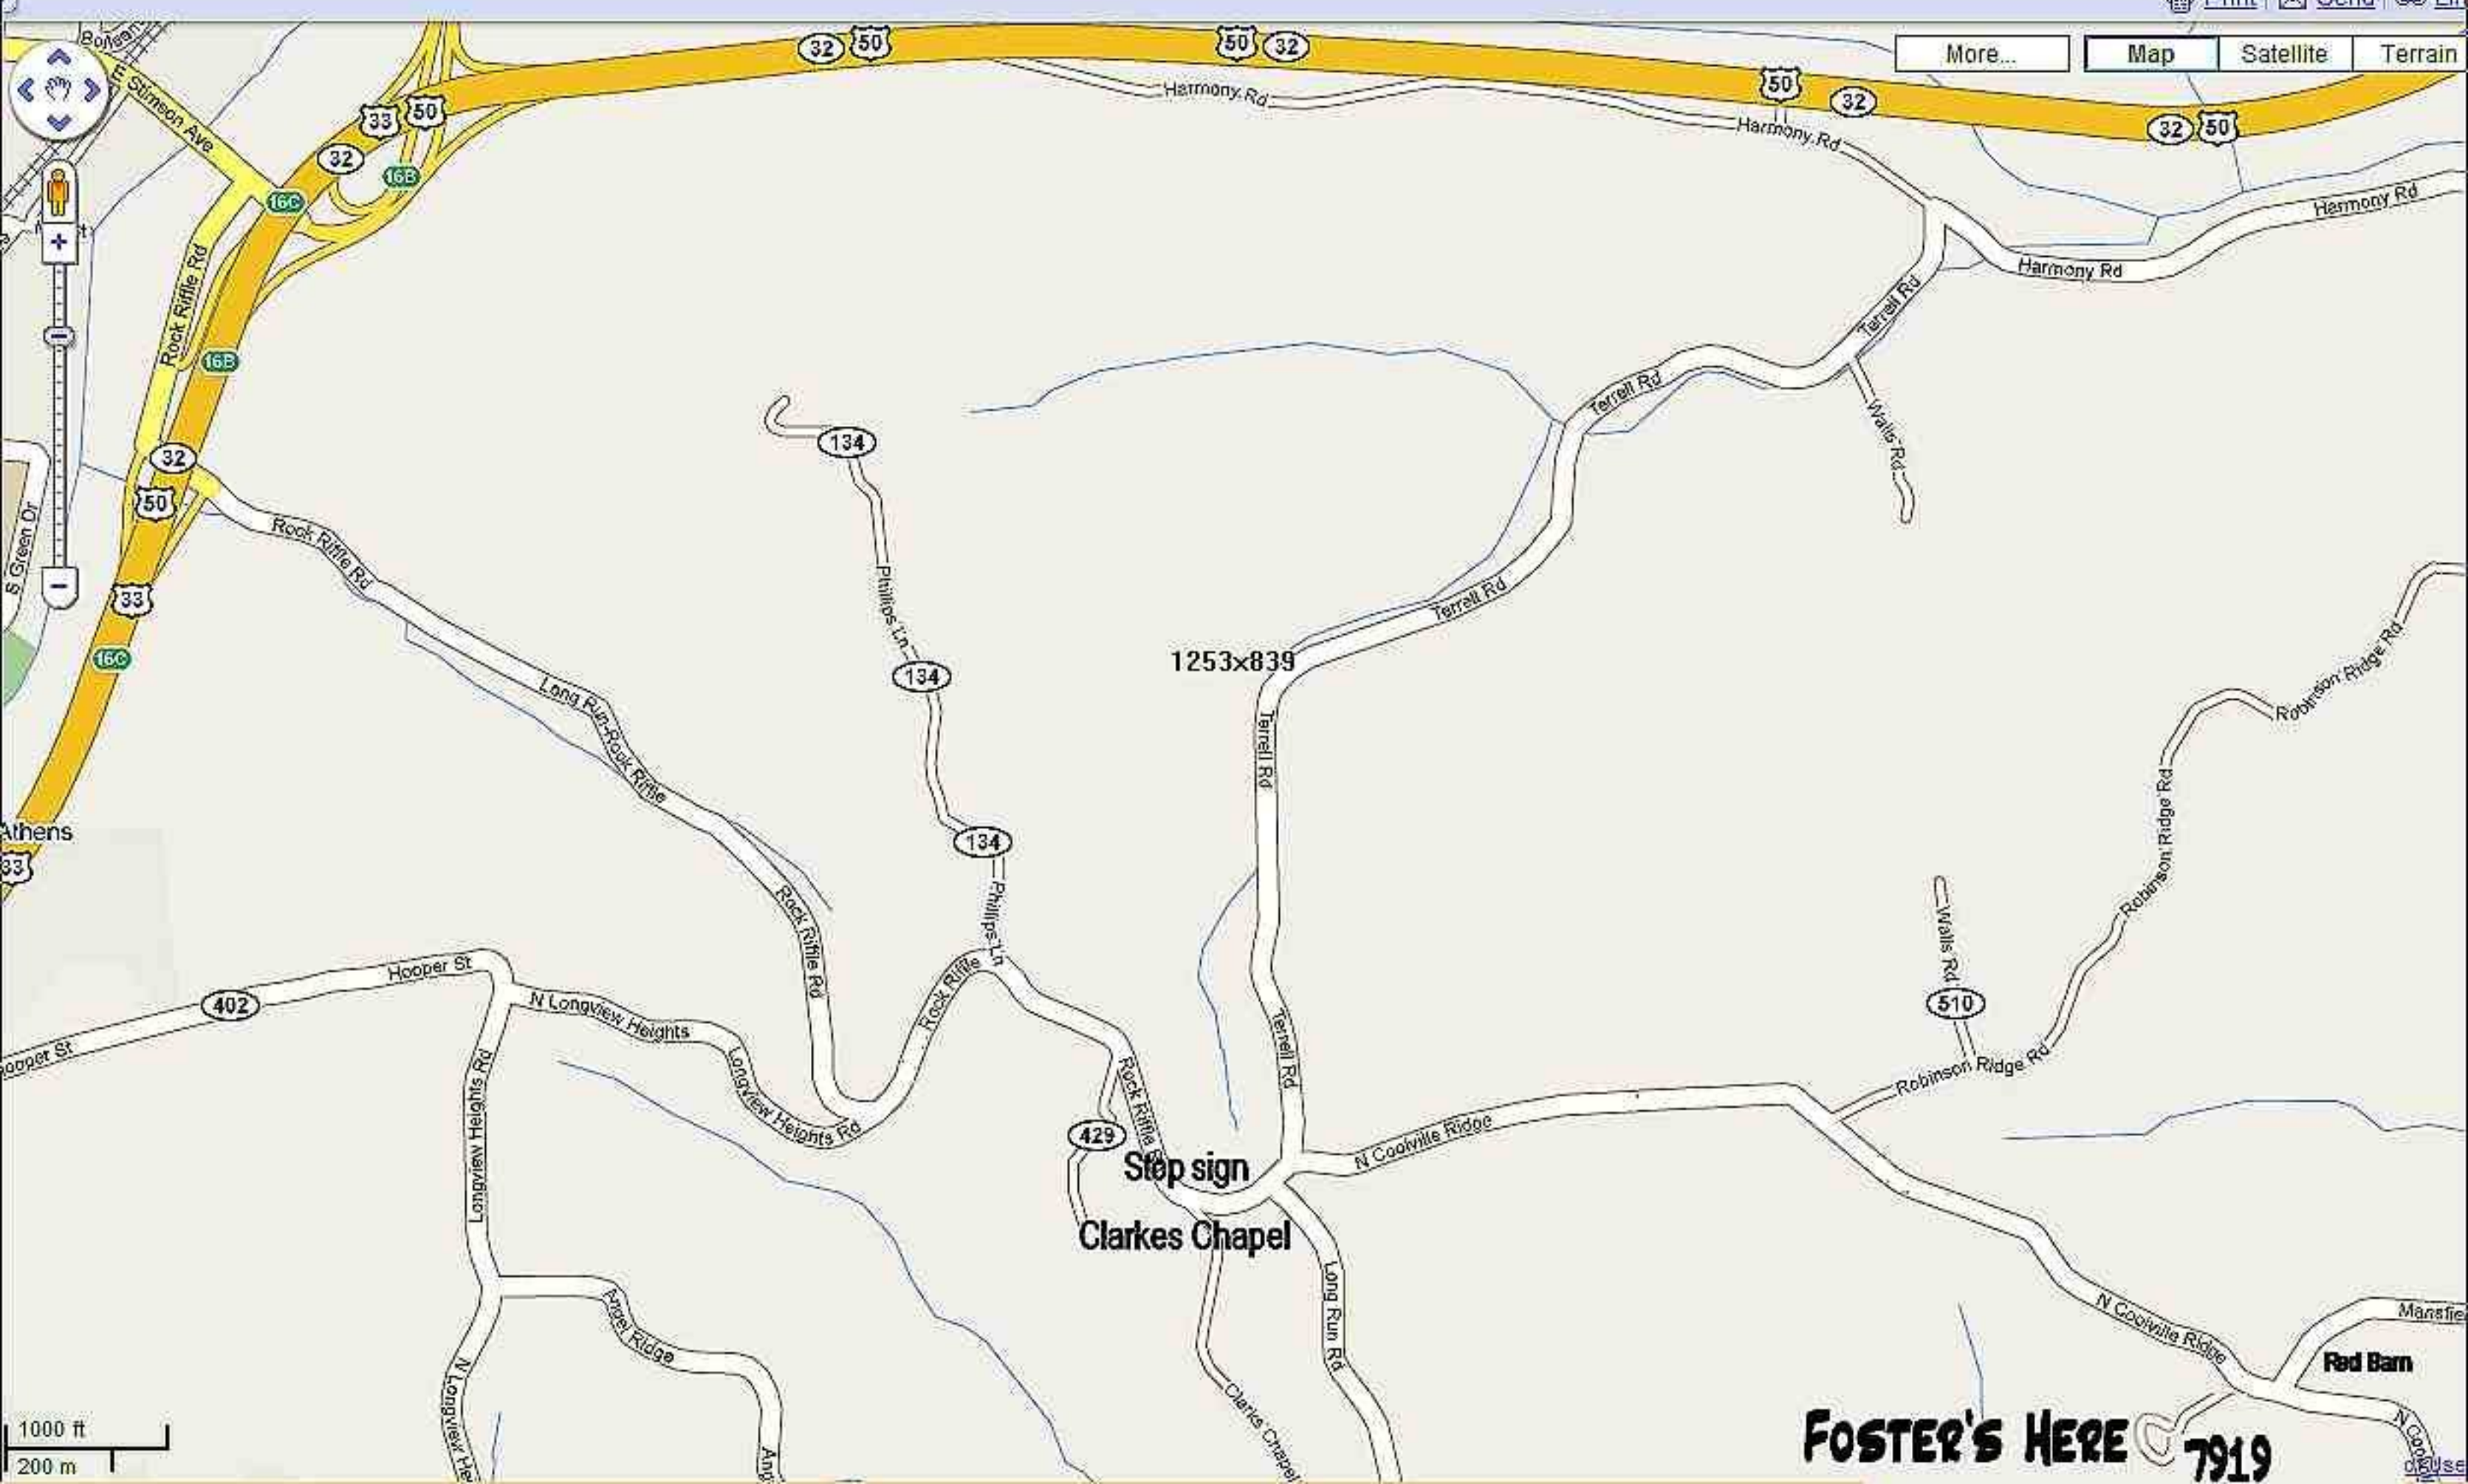 Print
Send
More...
Map
Satellite
Terrain
32
50
50
32
50
32
32
50
33
50
32
16B
16C
E Stimson Ave
Harmony Rd
Harmony Rd
Harmony Rd
Harmony Rd
Rock Riffle Rd
16B
Terrell Rd
Terrell Rd
Walls Rd
134
32
50
S Green Dr
Rock Riffle Rd
33
16C
Phillips Ln
Terrell Rd
1253x839
134
Long Run-Rock Riffle
Terrell Rd
Robinson Ridge Rd
Robinson Ridge Rd
Athens
33
134
Phillips Ln
Rock Riffle Rd
Rock Riffle
Walls Rd
510
Hooper St
402
N Longview Heights
Longview Heights Rd
Longview Heights Rd
Terrell Rd
Robinson Ridge Rd
Rock Riffle
429
Stop sign
N Coolville Ridge
Clarkes Chapel
Long Run Rd
Angel Ridge
N Coolville Ridge
Red Barn
Clarks Chapel
FOSTER'S HERE
7919
1000 ft
200 m